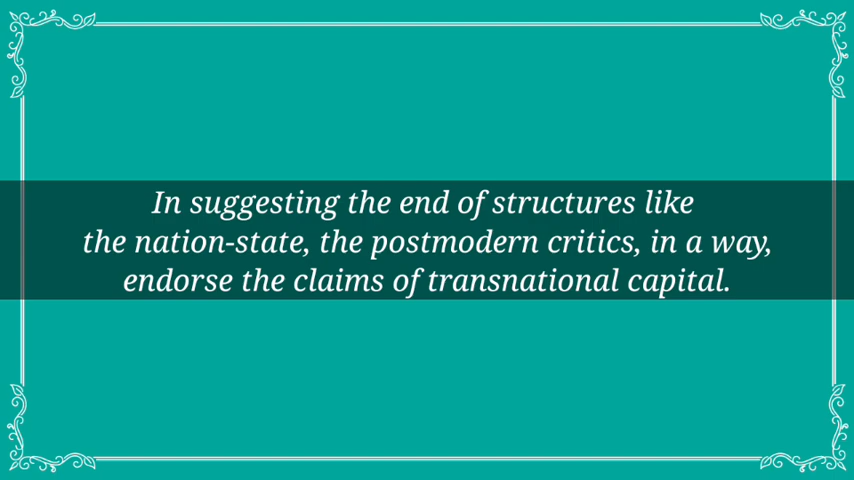 In suggesting the end of structures like
the nation-state, the postmodern critics, in a way,
endorse the claims of transnational capital.